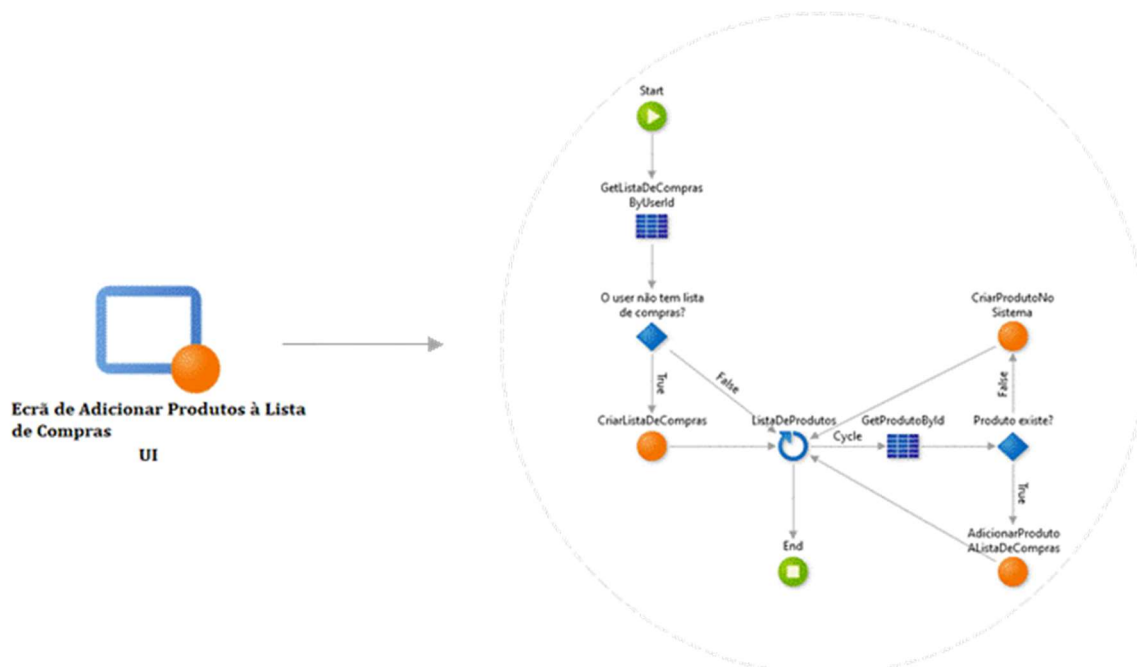 Start
GetListaDeCompras
ByUserId
O user não tem lista
de compras?
CriarProdutoNo
Sistema
True
False
False
Ecrã de Adicionar Produtos à Lista
de Compras
UI
CriarListaDeCompras
ListaDeProdutos
Cycle
GetProdutoById
Produto existe?
True
End
AdicionarProduto
AListaDeCompras